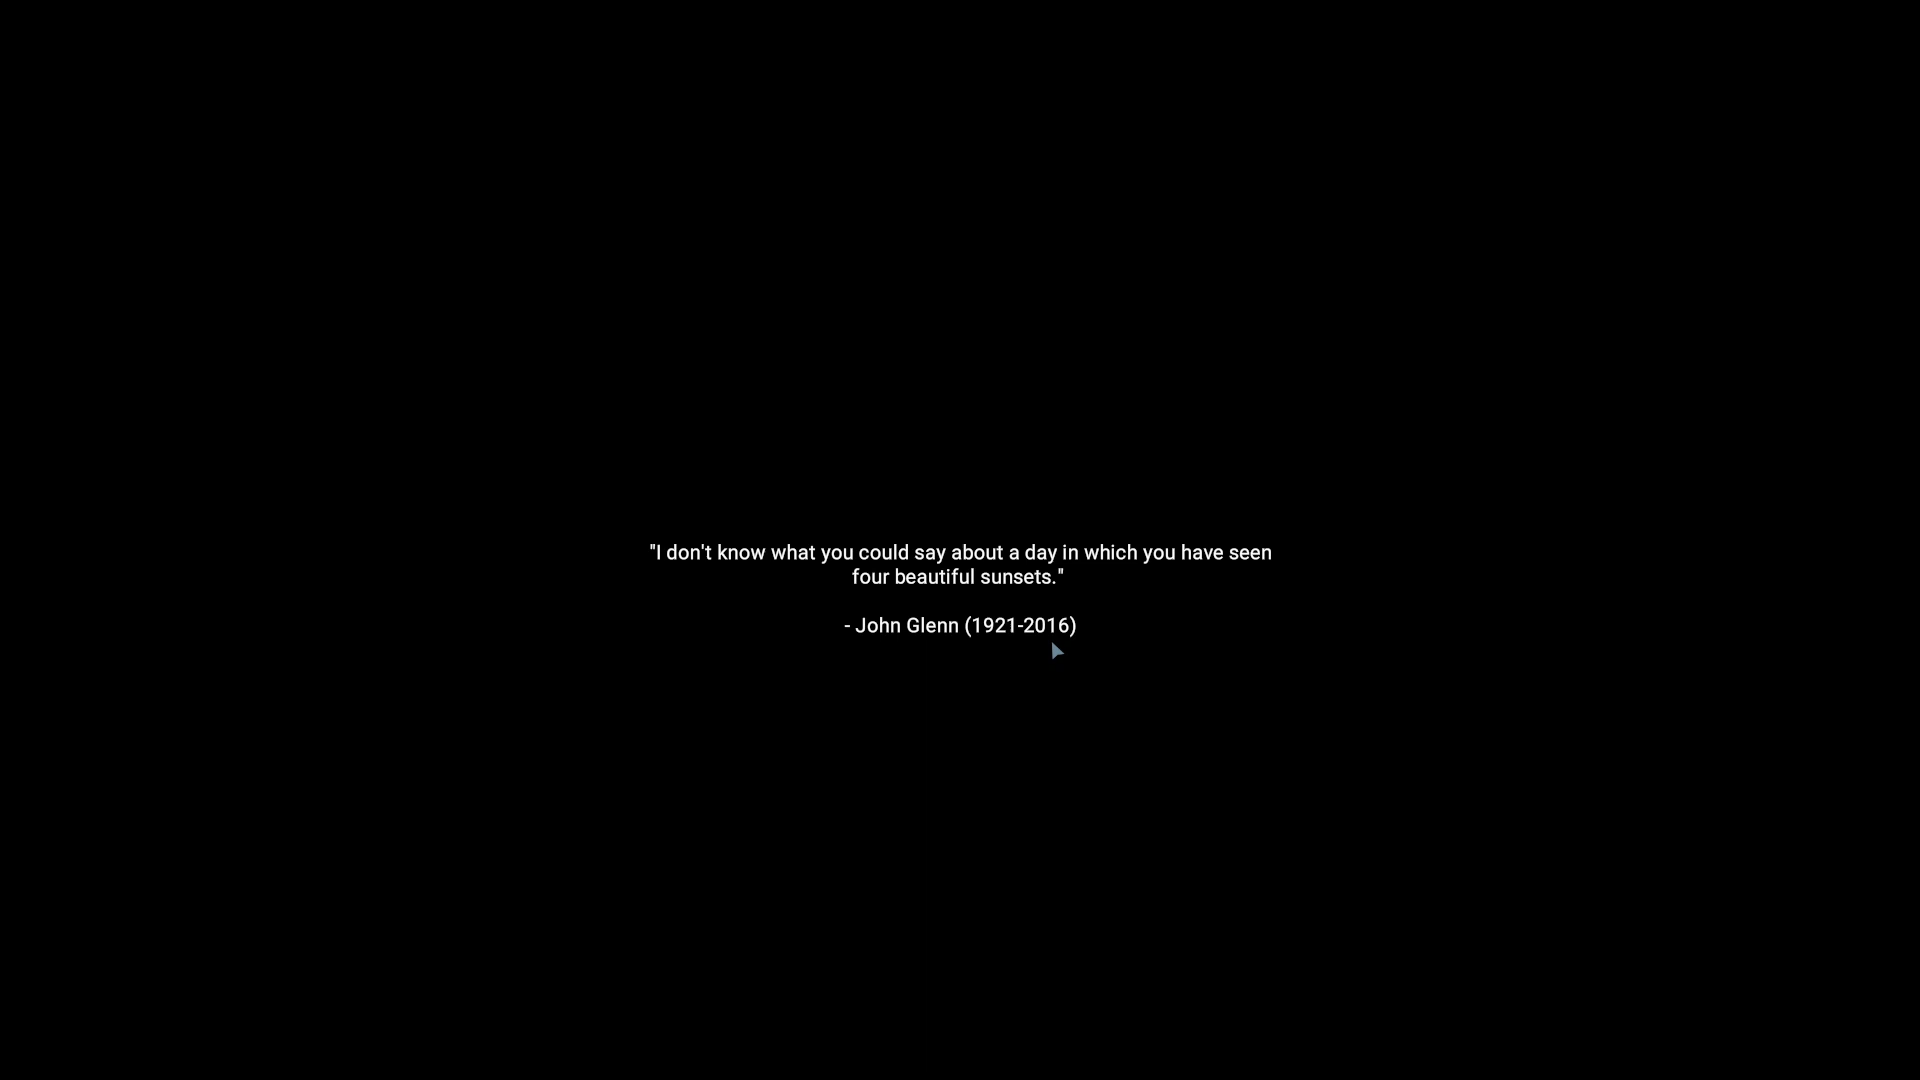 "I don't know what you could say about a day in which you have seen
four beautiful sunsets."
- John Glenn (1921-2016)